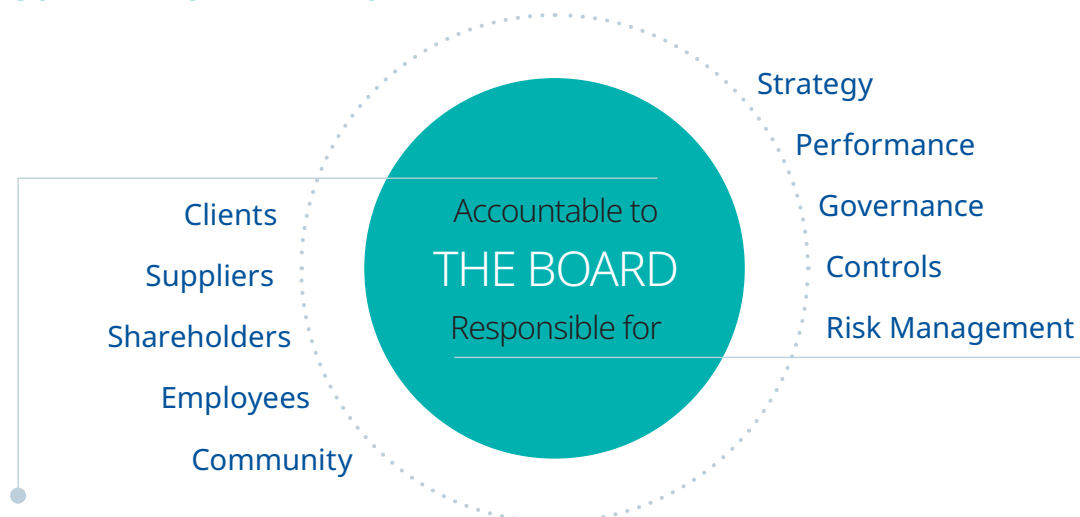 Accountable to
THE BOARD
Responsible for
Clients
Suppliers
Shareholders
Employees
Community
Strategy
Performance
Governance
Controls
Risk Management